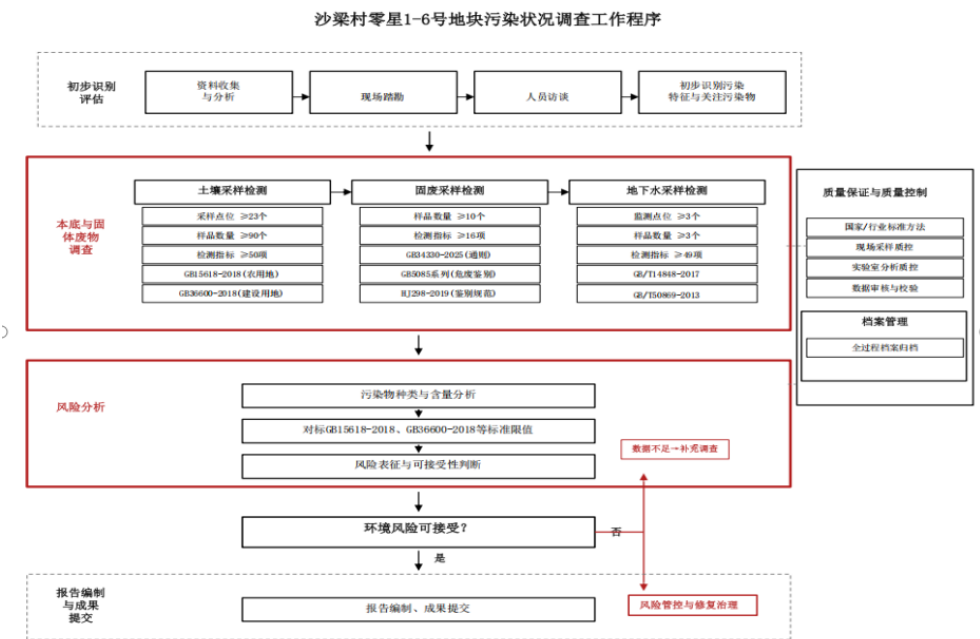 沙梁村零星1-6号地块污染状况调查工作程序
初步识别
评估
资料收集
与分析
现场踏勘
人员访谈
初步识别污染
特征与关注污染物
本底与固
体废物
调查
土壤采样检测
采样点位 ≥23个
样品数量 ≥90个
检测指标 ≥50项
GB15618-2018(农用地)
GB36600-2018(建设用地)
固废采样检测
样品数量 ≥10个
检测指标 ≥16项
GB34330-2025(通则)
GB5085系列(危废鉴别)
HJ298-2019(鉴别规范)
地下水采样检测
监测点位 ≥3个
样品数量 ≥3个
检测指标 ≥49项
GB/T14848-2017
GB/T50869-2013
质量保证与质量控制
国家/行业标准方法
现场采样质控
实验室分析质控
数据审核与校验
档案管理
全过程档案归档
风险分析
污染物种类与含量分析
对标GB15618-2018、GB36600-2018等标准限值
风险表征与可接受性判断
数据不足→补充调查
环境风险可接受?
否
是
报告编制
与成果
提交
报告编制、成果提交
风险管控与修复治理